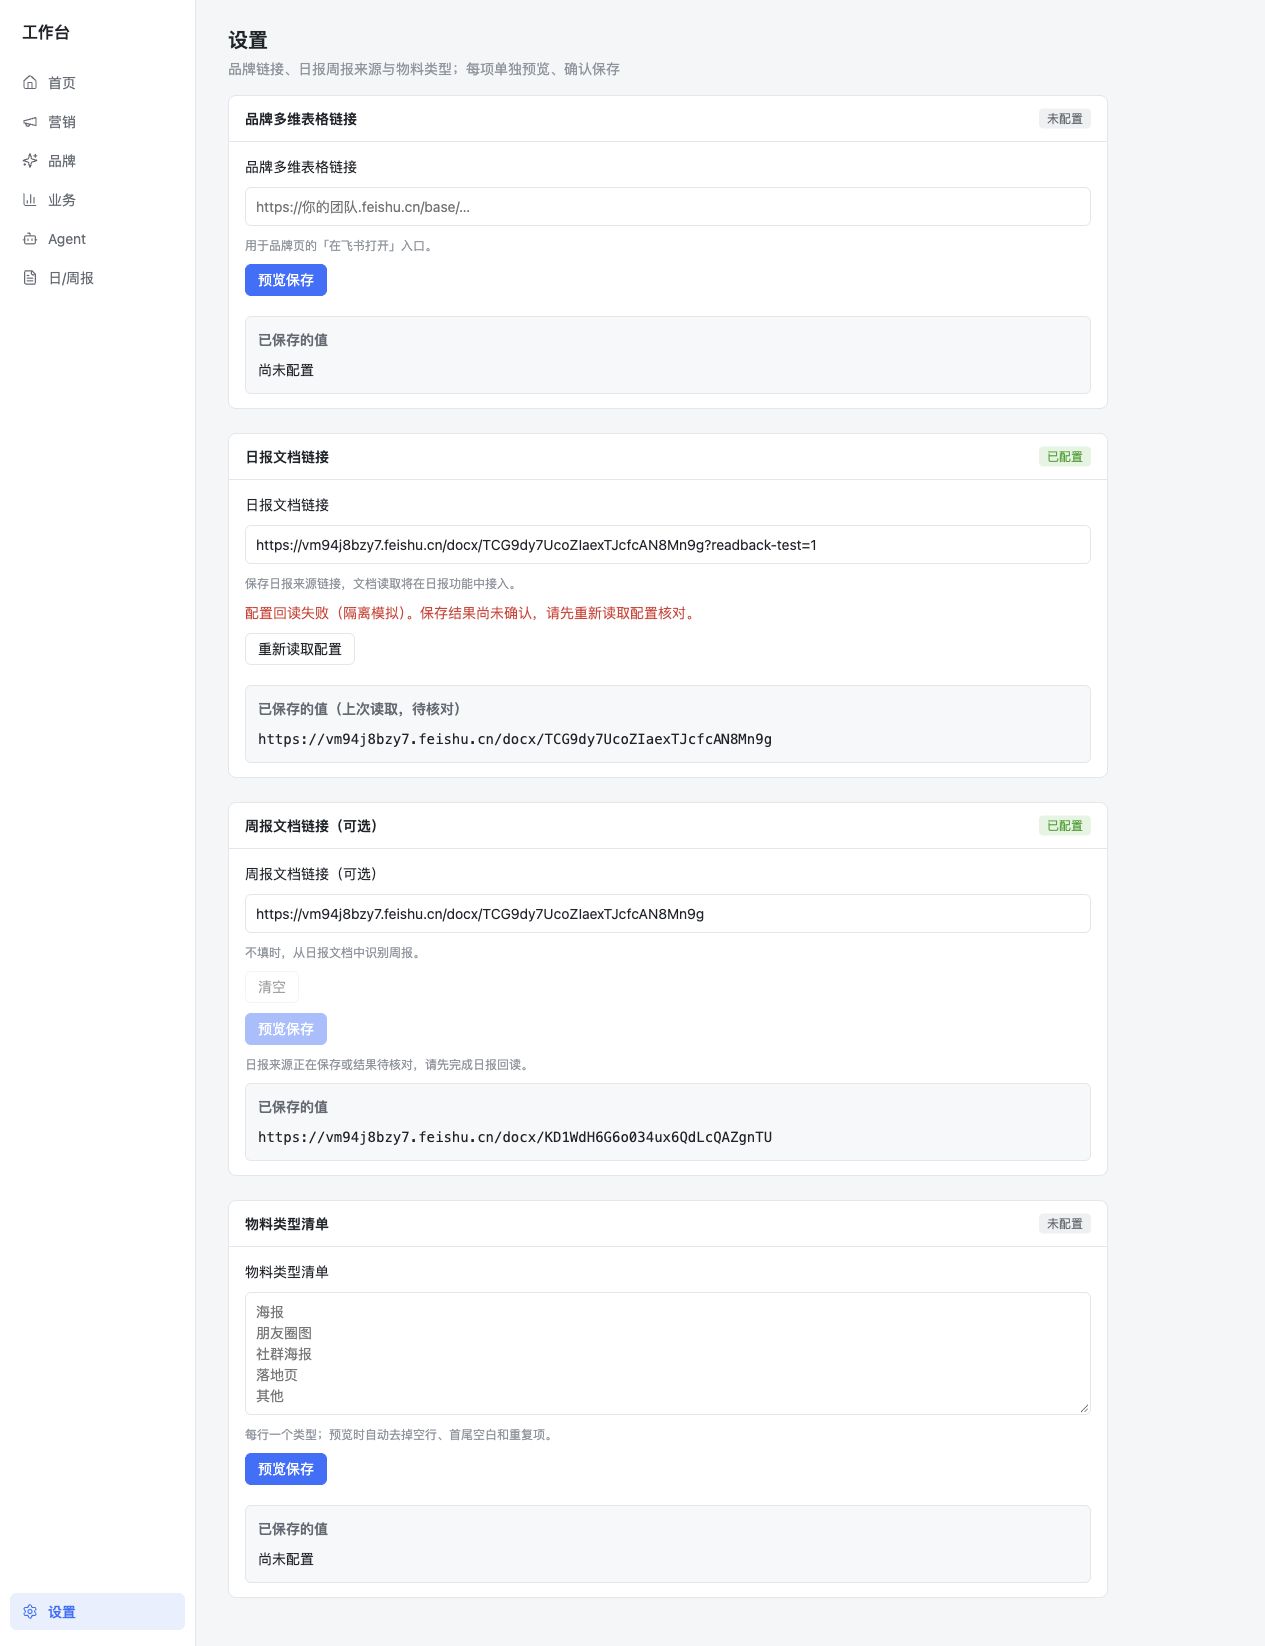 工作台
首页
营销
品牌
业务
Agent
日/周报
设置
设置
品牌链接、日报周报来源与物料类型；每项单独预览、确认保存
品牌多维表格链接
未配置
品牌多维表格链接
https://你的团队.feishu.cn/base/...
用于品牌页的「在飞书打开」入口。
预览保存
已保存的值
尚未配置
日报文档链接
已配置
日报文档链接
https://vm94j8bzy7.feishu.cn/docx/TCG9dy7UcoZIaexTJcfcAN8Mn9g?readback-test=1
保存日报来源链接，文档读取将在日报功能中接入。
配置回读失败（隔离模拟）。保存结果尚未确认，请先重新读取配置核对。
重新读取配置
已保存的值（上次读取，待核对）
https://vm94j8bzy7.feishu.cn/docx/TCG9dy7UcoZIaexTJcfcAN8Mn9g
周报文档链接（可选）
已配置
周报文档链接（可选）
https://vm94j8bzy7.feishu.cn/docx/TCG9dy7UcoZIaexTJcfcAN8Mn9g
不填时，从日报文档中识别周报。
清空
预览保存
日报来源正在保存或结果待核对，请先完成日报回读。
已保存的值
https://vm94j8bzy7.feishu.cn/docx/KD1WdH6G6o034ux6QdLcQAZgnTU
物料类型清单
未配置
物料类型清单
海报
朋友圈图
社群海报
落地页
其他
每行一个类型；预览时自动去掉空行、首尾空白和重复项。
预览保存
已保存的值
尚未配置